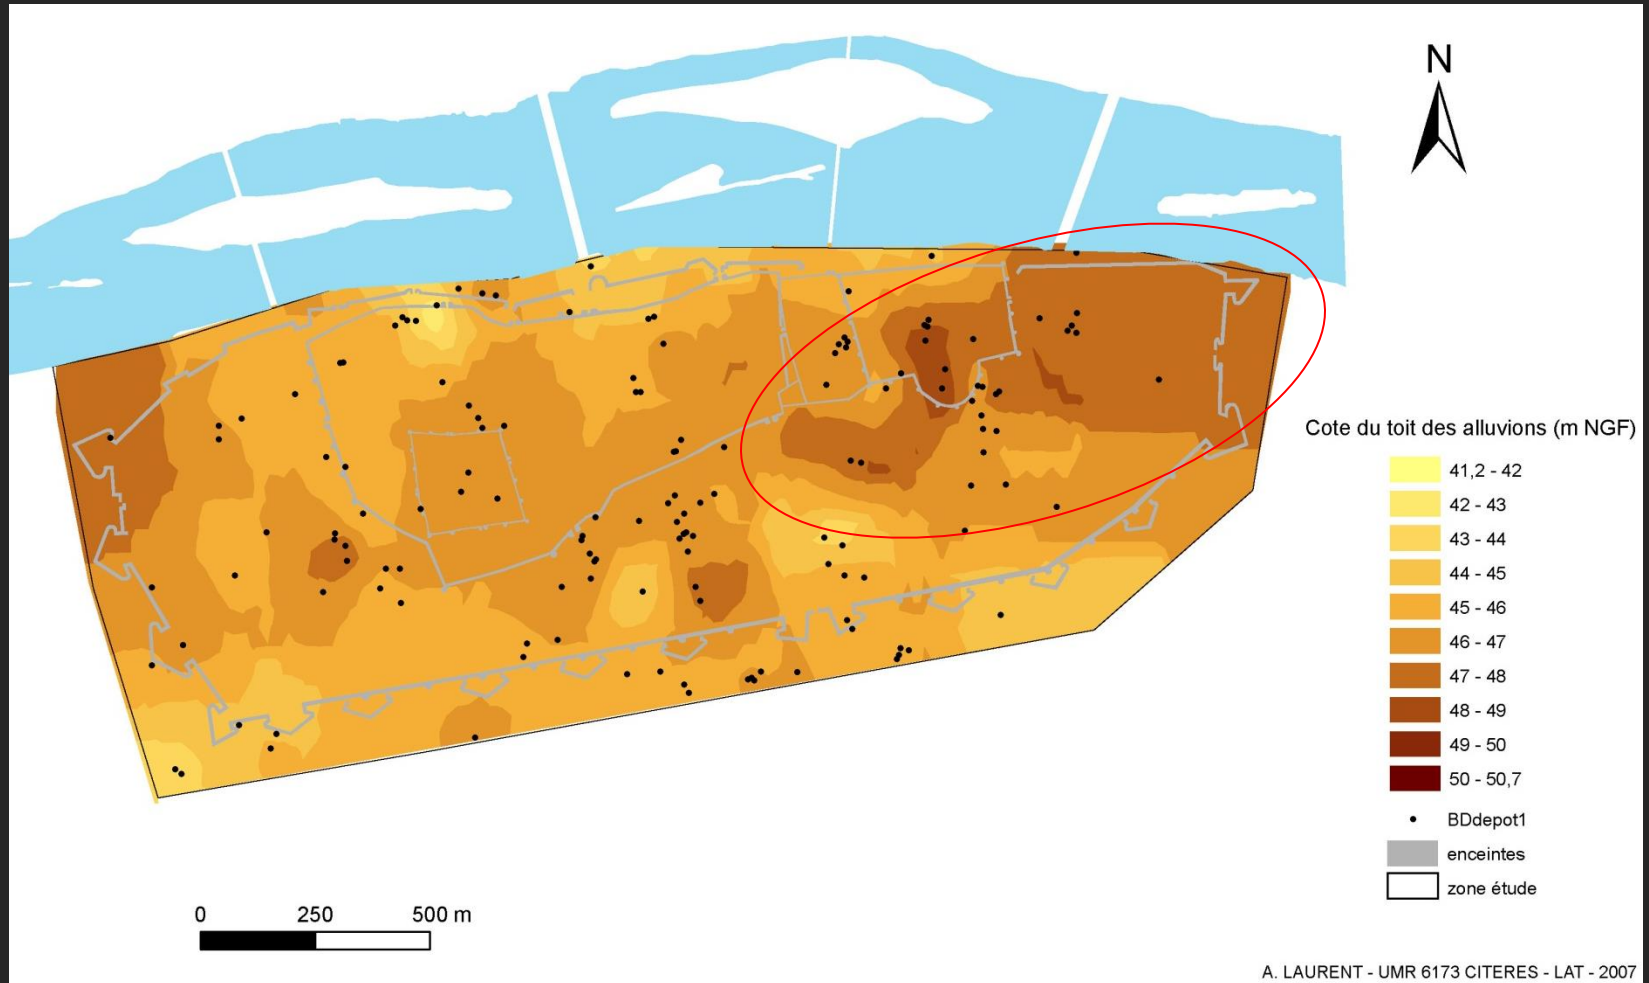 N
Cote du toit des alluvions (m NGF)
41,2 - 42
42 - 43
43 - 44
44 - 45
45 - 46
46 - 47
47 - 48
48 - 49
49 - 50
50 - 50,7
BDdepot1
enceintes
zone étude
0 250 500 m
A. LAURENT - UMR 6173 CITERES - LAT - 2007